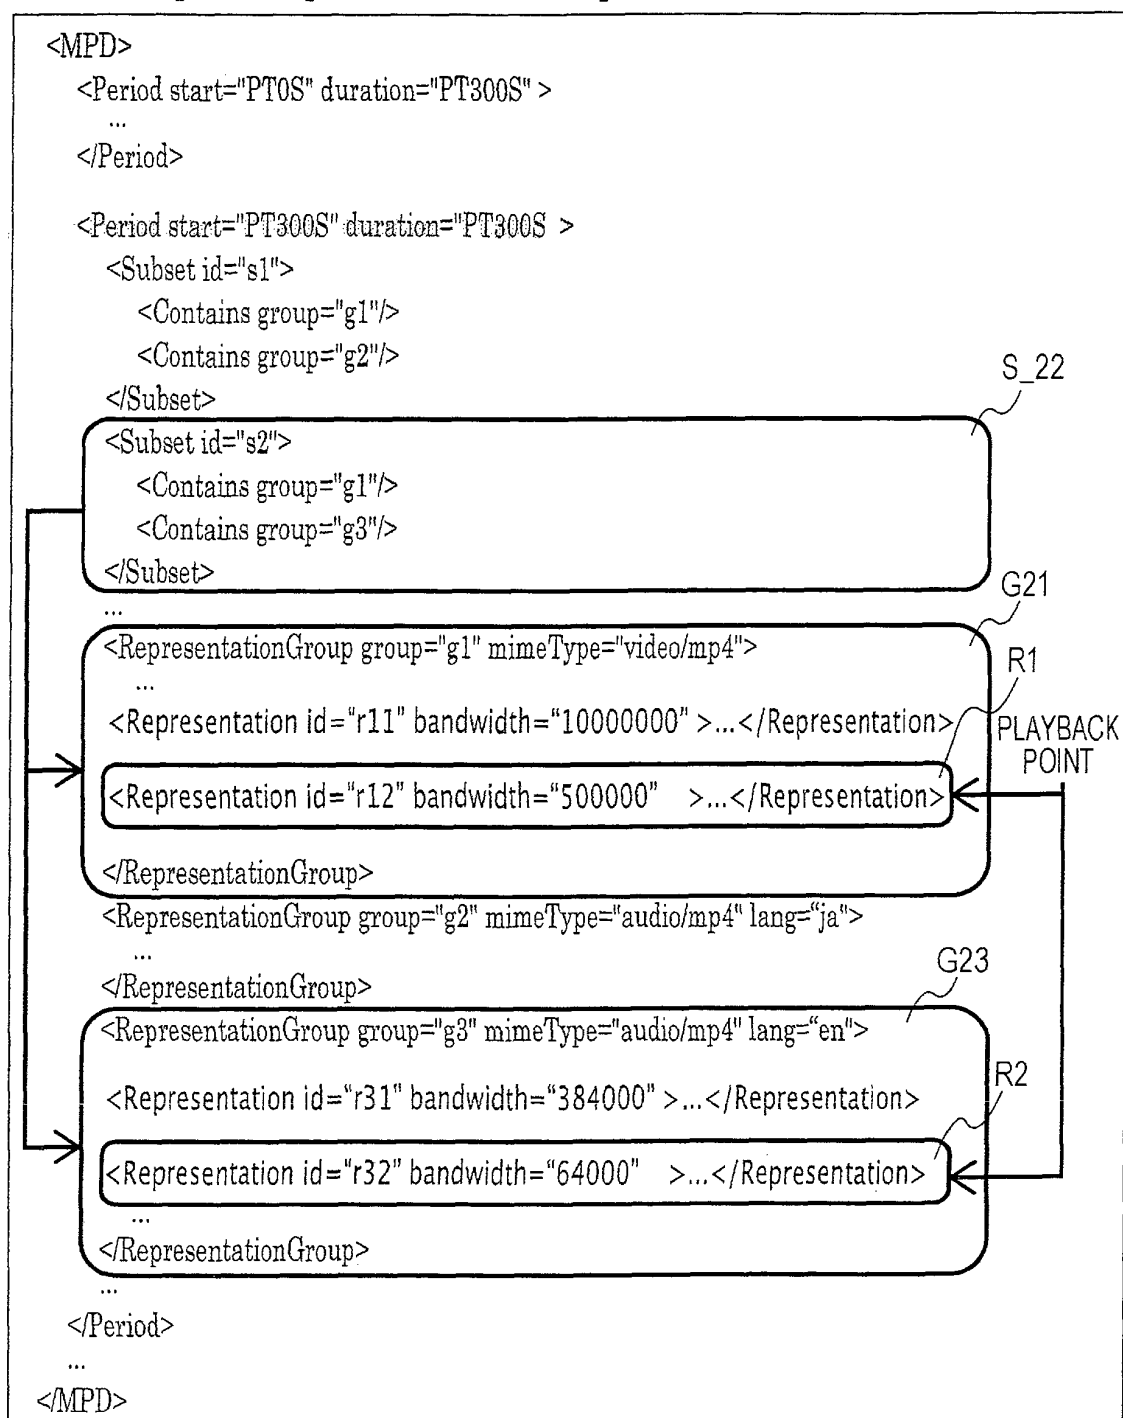 <MPD>
<Period start="PT0S" duration="PT300S" >
...
</Period>
<Period start="PT300S" duration="PT300S >
<Subset id="s1">
<Contains group="g1"/>
<Contains group="g2"/>
</Subset>
S_22
<Subset id="s2">
<Contains group="g1"/>
<Contains group="g3"/>
</Subset>
...
G21
<RepresentationGroup group="g1" mimeType="video/mp4">
...
R1
<Representation id="r11" bandwidth="10000000" >...</Representation>
PLAYBACK
POINT
<Representation id="r12" bandwidth="500000" >...</Representation>
</RepresentationGroup>
<RepresentationGroup group="g2" mimeType="audio/mp4" lang="ja">
...
</RepresentationGroup>
G23
<RepresentationGroup group="g3" mimeType="audio/mp4" lang="en">
<Representation id="r31" bandwidth="384000" >...</Representation>
R2
<Representation id="r32" bandwidth="64000" >...</Representation>
...
</RepresentationGroup>
...
</Period>
...
</MPD>